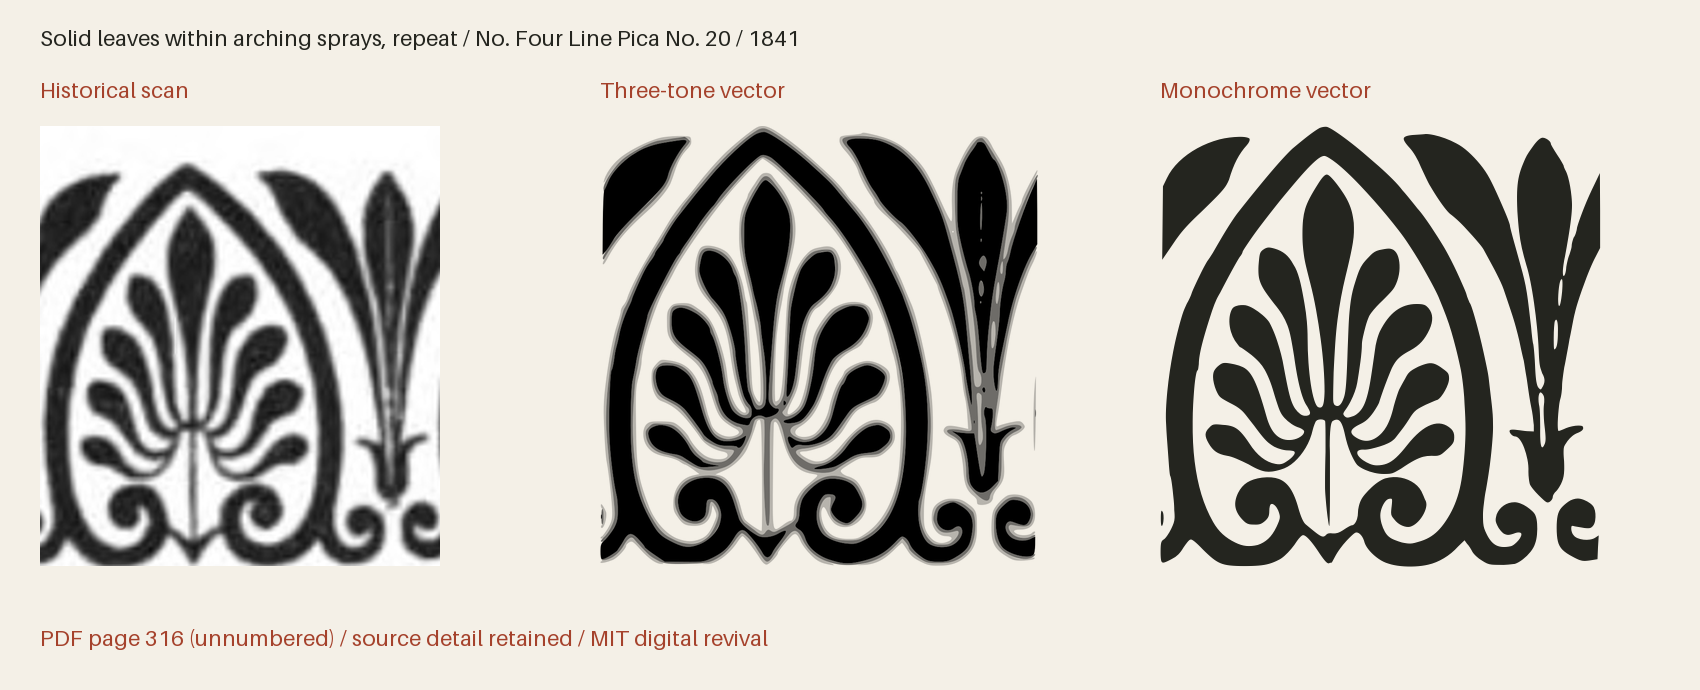 Solid leaves within arching sprays, repeat / No. Four Line Pica No. 20 / 1841
Historical scan
Three-tone vector
Monochrome vector
PDF page 316 (unnumbered) / source detail retained / MIT digital revival